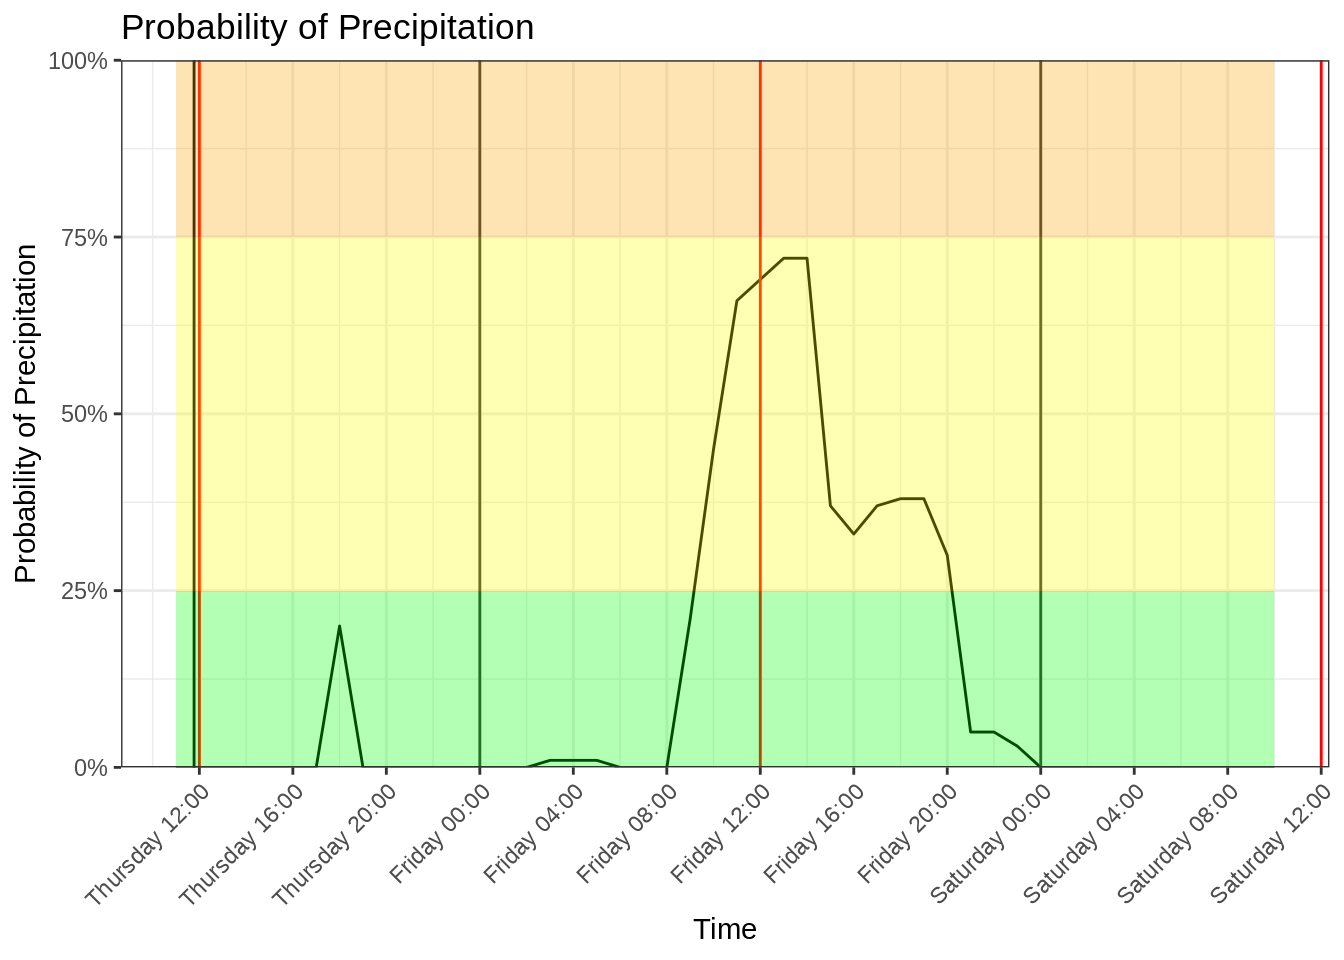 Probability of Precipitation
Probability of Precipitation
100%
75%
50%
25%
0%
Thursday 12:00
Thursday 16:00
Thursday 20:00
Friday 00:00
Friday 04:00
Friday 08:00
Friday 12:00
Friday 16:00
Friday 20:00
Saturday 00:00
Saturday 04:00
Saturday 08:00
Saturday 12:00
Time